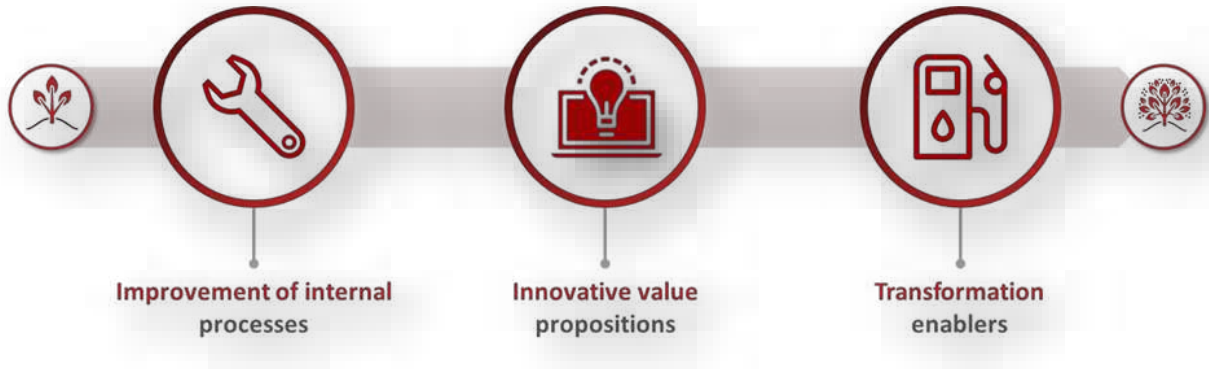 Improvement of internal
processes
Innovative value
propositions
Transformation
enablers